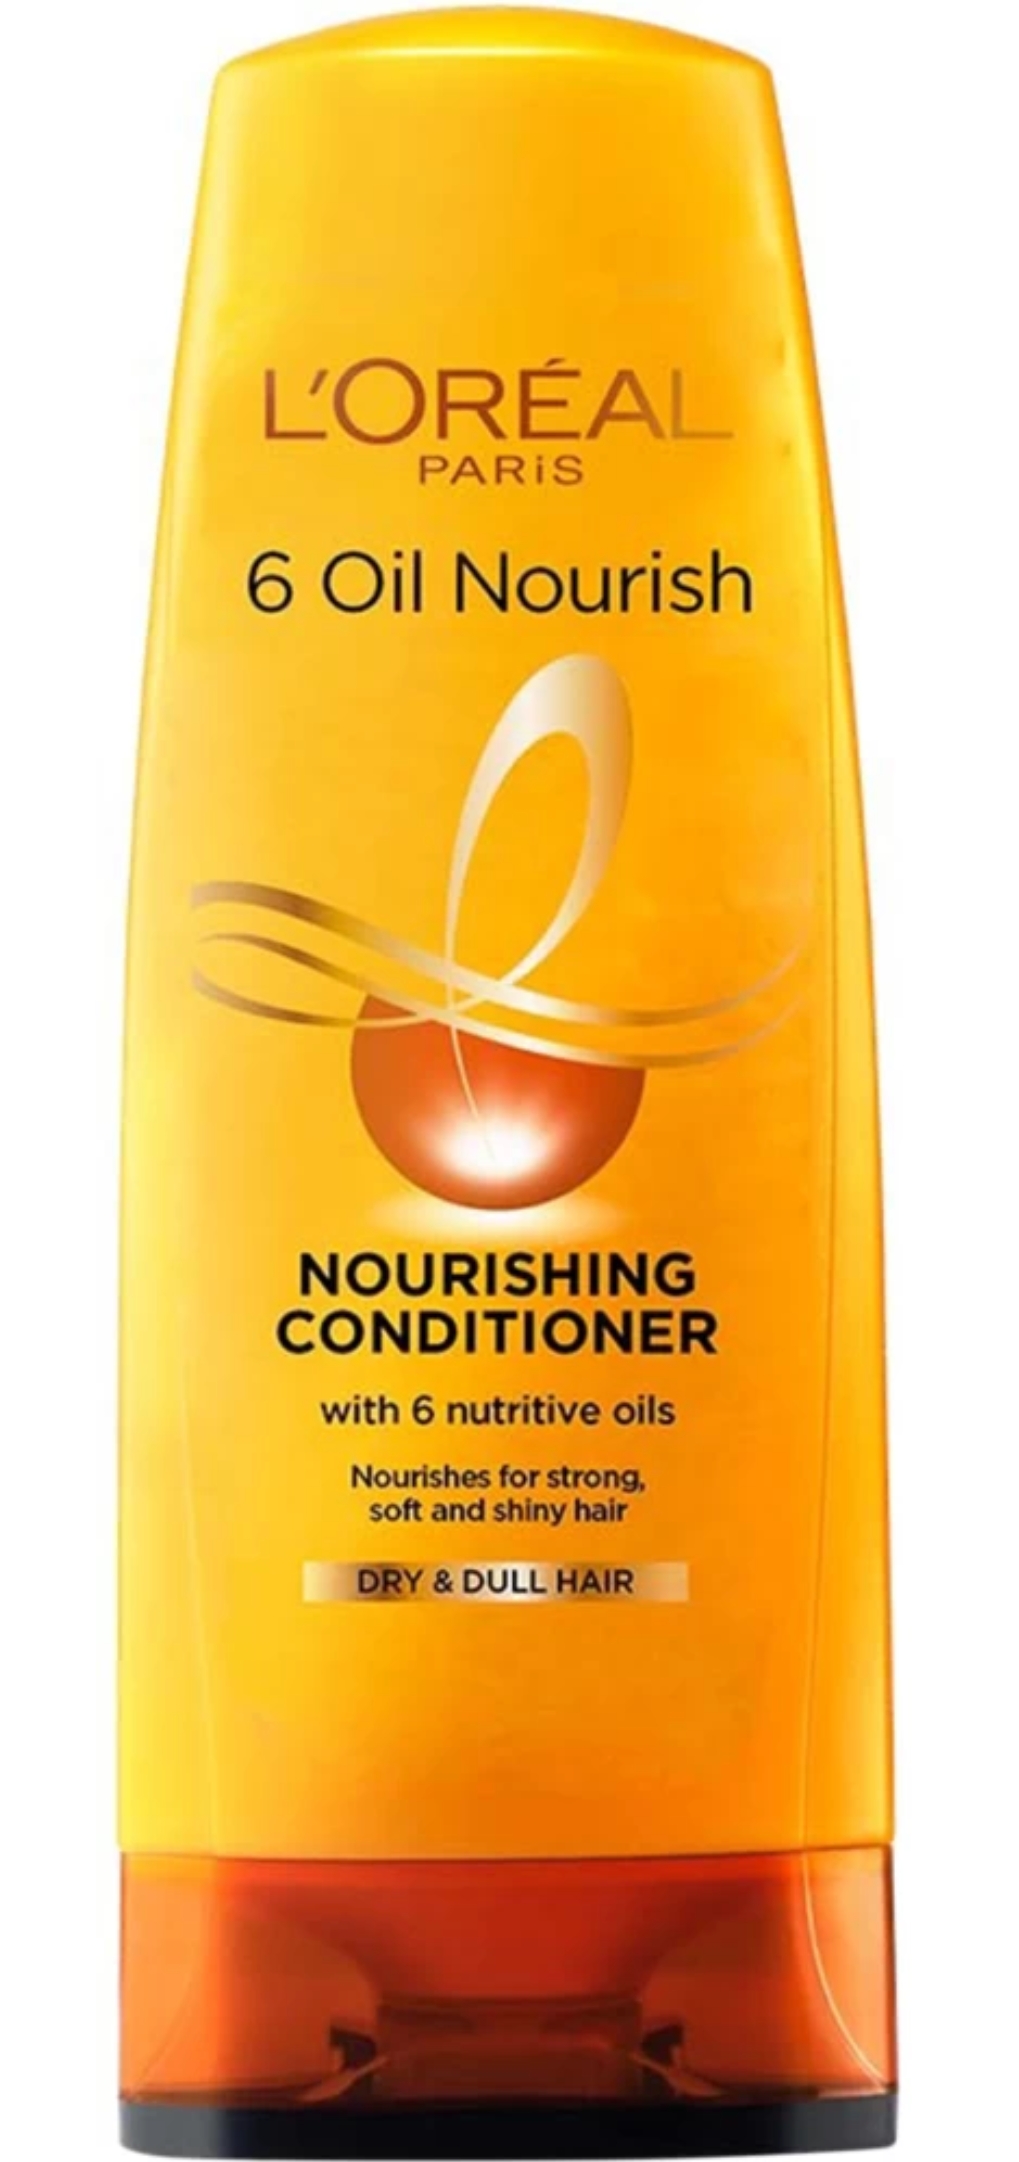 L'ORÉAL
PARiS
6 Oil Nourish
NOURISHING
CONDITIONER
with 6 nutritive oils
Nourishes for strong,
soft and shiny hair
DRY & DULL HAIR